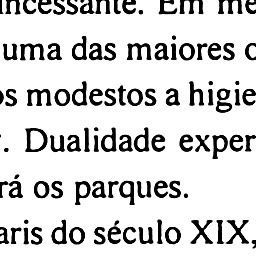 incessante. Em me
uma das maiores c
os modestos a higie
. Dualidade exper
rá os parques.
aris do século XIX,